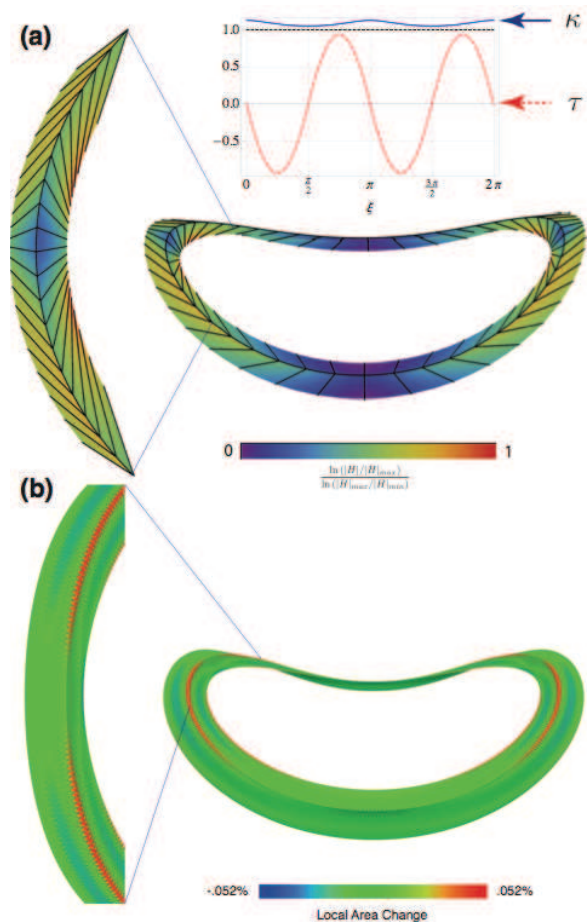 (a)
κ
1.0
0.5
τ
0.0
−0.5
0 π/2 π 3π/2 2π
ξ
0 1
ln (|H|/|H|max)
ln (|H|max/|H|min)
(b)
-.052% .052%
Local Area Change